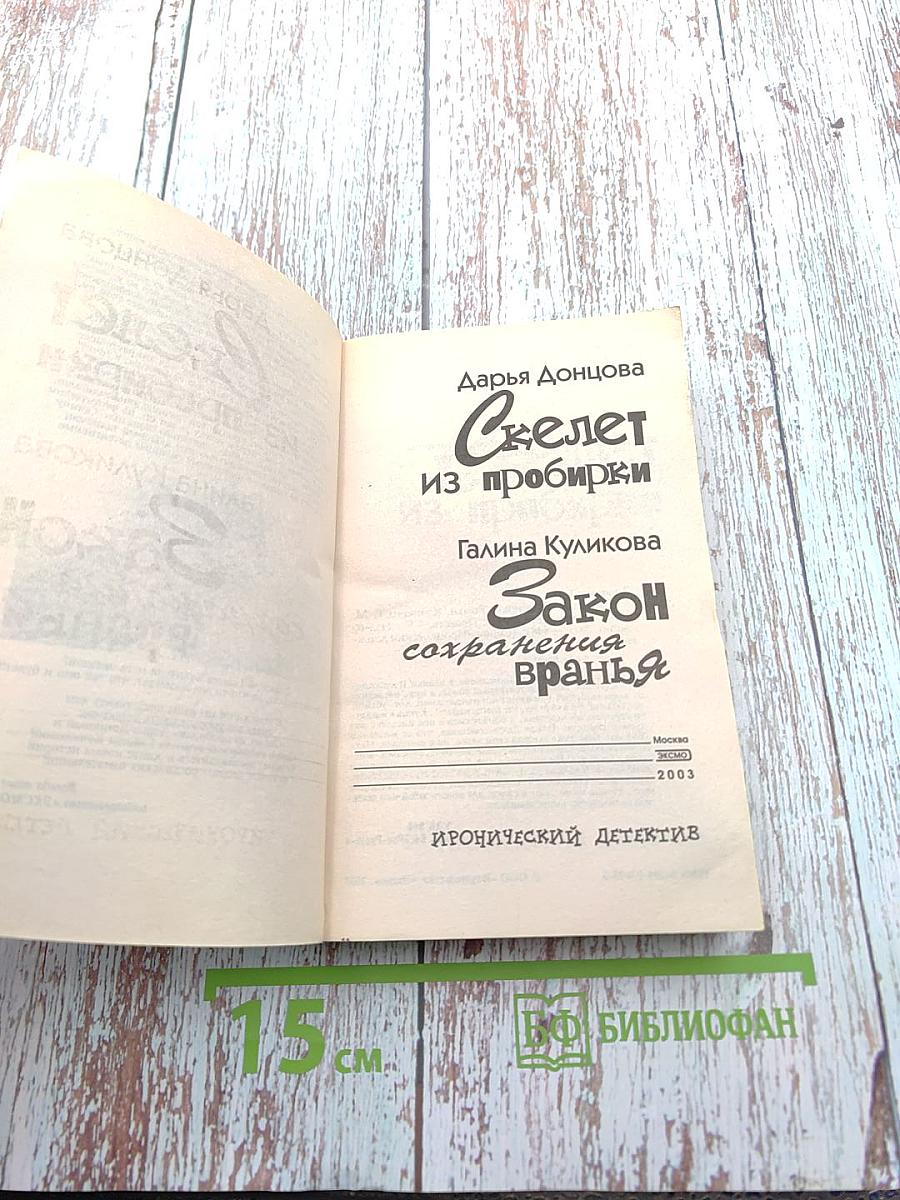 Дарья Донцова
Скелет
из пробирки
Галина Куликова
Закон
сохранения
вранья
Москва
ЭКСМО
2003
ИРОНИЧЕСКИЙ ДЕТЕКТИВ
15 см
БФ БИБЛИОФАН